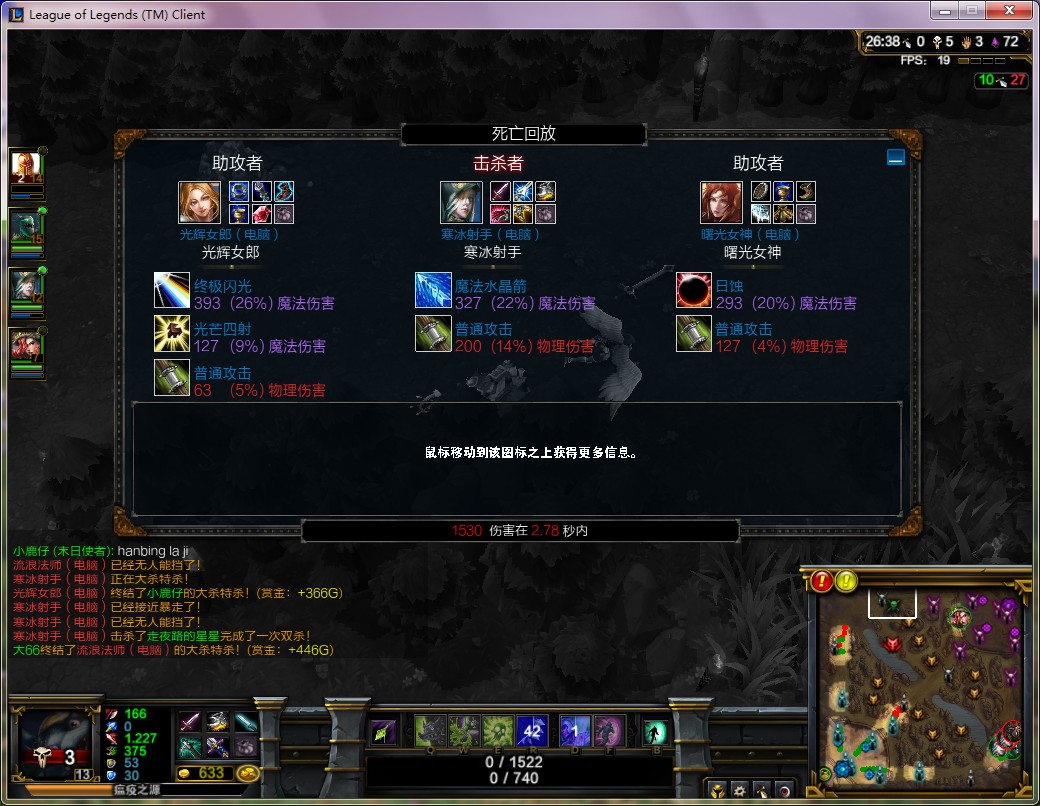 League of Legends (TM) Client
26:38 0 5 3 72
FPS: 19
10 27
死亡回放
助攻者 击杀者 助攻者
光辉女郎（电脑） 寒冰射手（电脑） 曙光女神（电脑）
光辉女郎 寒冰射手 曙光女神
终极闪光 魔法水晶箭 日蚀
393 (26%) 魔法伤害 327 (22%) 魔法伤害 293 (20%) 魔法伤害
光芒四射 普通攻击 普通攻击
127 (9%) 魔法伤害 200 (14%) 物理伤害 127 (4%) 物理伤害
普通攻击
63 (5%) 物理伤害
鼠标移动到该图标之上获得更多信息。
1530 伤害在 2.78 秒内
小鹿仔 (末日使者): hanbing la ji
流浪法师（电脑）已经无人能挡了！
寒冰射手（电脑）正在大杀特杀！
光辉女郎（电脑）终结了小鹿仔的大杀特杀！(赏金：+366G)
寒冰射手（电脑）已经接近暴走了！
寒冰射手（电脑）已经无人能挡了！
寒冰射手（电脑）击杀了走夜路的星星完成了一次双杀！
大66终结了流浪法师（电脑）的大杀特杀！(赏金：+446G)
2
15
12
7
166
0
1.227
375
53
30
3
13
633
瘟疫之源
42
Q W E R D F B
0 / 1522
0 / 740